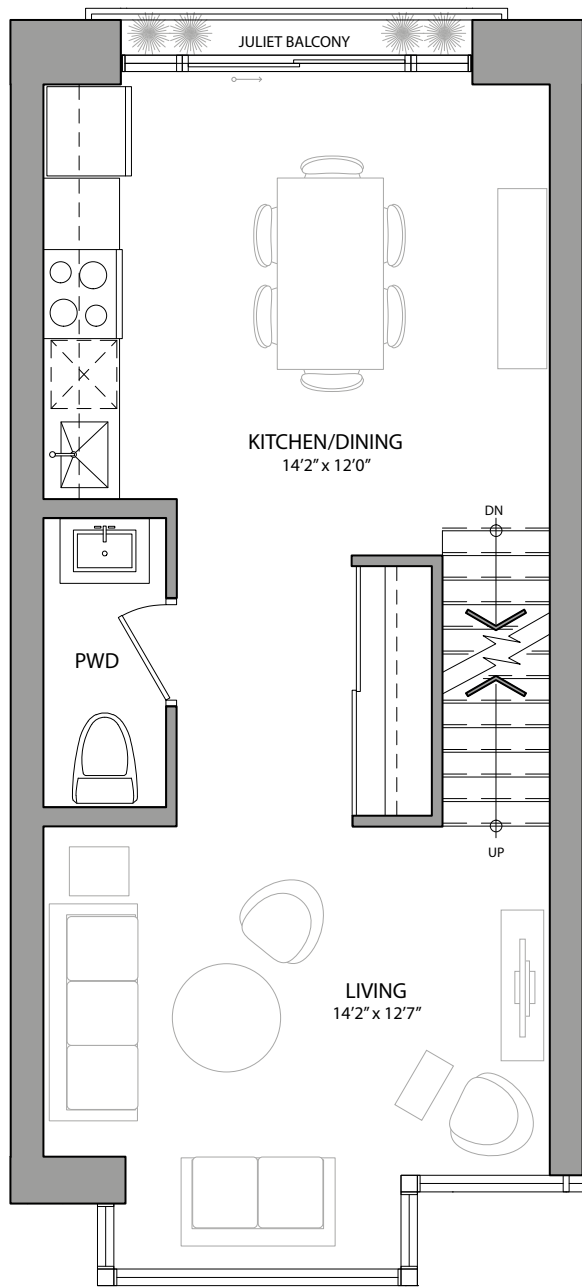 JULIET BALCONY
KITCHEN/DINING
14’2” x 12’0”
DN
PWD
UP
LIVING
14’2” x 12’7”